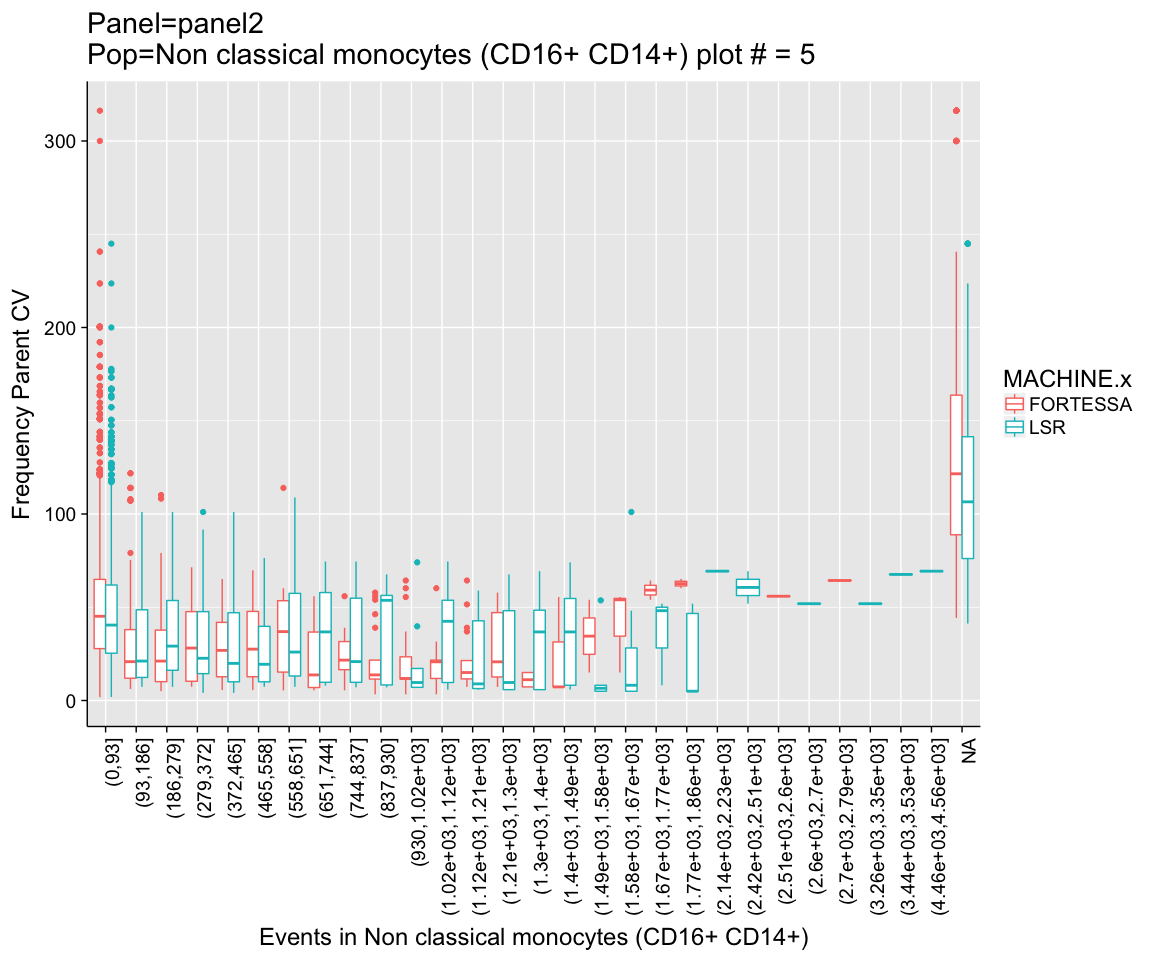 Panel=panel2
Pop=Non classical monocytes (CD16+ CD14+) plot # = 5
Frequency Parent CV
300
200
100
0
MACHINE.x
FORTESSA
LSR
(0,93]
(93,186]
(186,279]
(279,372]
(372,465]
(465,558]
(558,651]
(651,744]
(744,837]
(837,930]
(930,1.02e+03]
(1.02e+03,1.12e+03]
(1.12e+03,1.21e+03]
(1.21e+03,1.3e+03]
(1.3e+03,1.4e+03]
(1.4e+03,1.49e+03]
(1.49e+03,1.58e+03]
(1.58e+03,1.67e+03]
(1.67e+03,1.77e+03]
(1.77e+03,1.86e+03]
(2.14e+03,2.23e+03]
(2.42e+03,2.51e+03]
(2.51e+03,2.6e+03]
(2.6e+03,2.7e+03]
(2.7e+03,2.79e+03]
(3.26e+03,3.35e+03]
(3.44e+03,3.53e+03]
(4.46e+03,4.56e+03]
NA
Events in Non classical monocytes (CD16+ CD14+)